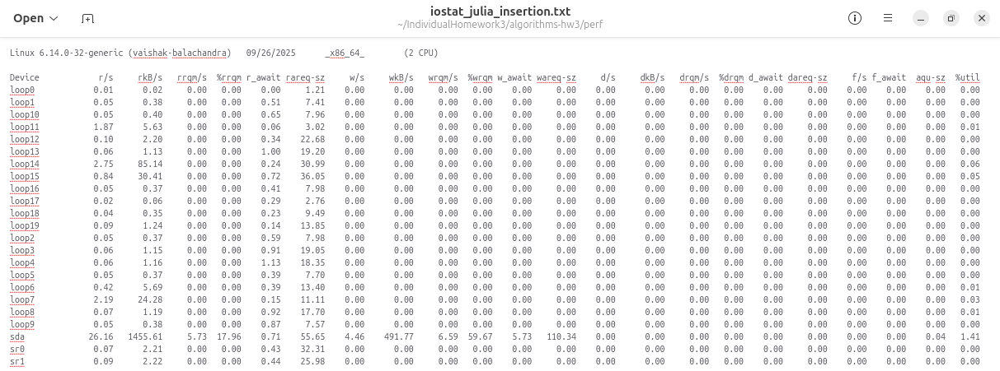 Open
iostat_julia_insertion.txt
~/IndividualHomework3/algorithms-hw3/perf
Linux 6.14.0-32-generic (vaishak-balachandra) 09/26/2025 _x86_64_ (2 CPU)
Device r/s rkB/s rrqm/s %rrqm r_await rareq-sz w/s wkB/s wrqm/s %wrqm w_await wareq-sz d/s dkB/s drqm/s %drqm d_await dareq-sz f/s f_await aqu-sz %util
loop0 0.01 0.02 0.00 0.00 0.00 1.21 0.00 0.00 0.00 0.00 0.00 0.00 0.00 0.00 0.00 0.00 0.00 0.00 0.00 0.00 0.00 0.00
loop1 0.05 0.38 0.00 0.00 0.51 7.41 0.00 0.00 0.00 0.00 0.00 0.00 0.00 0.00 0.00 0.00 0.00 0.00 0.00 0.00 0.00 0.00
loop10 0.05 0.40 0.00 0.00 0.65 7.96 0.00 0.00 0.00 0.00 0.00 0.00 0.00 0.00 0.00 0.00 0.00 0.00 0.00 0.00 0.00 0.00
loop11 1.87 5.63 0.00 0.00 0.06 3.02 0.00 0.00 0.00 0.00 0.00 0.00 0.00 0.00 0.00 0.00 0.00 0.00 0.00 0.00 0.00 0.01
loop12 0.10 2.20 0.00 0.00 0.34 22.68 0.00 0.00 0.00 0.00 0.00 0.00 0.00 0.00 0.00 0.00 0.00 0.00 0.00 0.00 0.00 0.00
loop13 0.06 1.13 0.00 0.00 1.00 19.20 0.00 0.00 0.00 0.00 0.00 0.00 0.00 0.00 0.00 0.00 0.00 0.00 0.00 0.00 0.00 0.00
loop14 2.75 85.14 0.00 0.00 0.24 30.99 0.00 0.00 0.00 0.00 0.00 0.00 0.00 0.00 0.00 0.00 0.00 0.00 0.00 0.00 0.00 0.06
loop15 0.84 30.41 0.00 0.00 0.72 36.05 0.00 0.00 0.00 0.00 0.00 0.00 0.00 0.00 0.00 0.00 0.00 0.00 0.00 0.00 0.00 0.05
loop16 0.05 0.37 0.00 0.00 0.41 7.98 0.00 0.00 0.00 0.00 0.00 0.00 0.00 0.00 0.00 0.00 0.00 0.00 0.00 0.00 0.00 0.00
loop17 0.02 0.06 0.00 0.00 0.29 2.76 0.00 0.00 0.00 0.00 0.00 0.00 0.00 0.00 0.00 0.00 0.00 0.00 0.00 0.00 0.00 0.00
loop18 0.04 0.35 0.00 0.00 0.23 9.49 0.00 0.00 0.00 0.00 0.00 0.00 0.00 0.00 0.00 0.00 0.00 0.00 0.00 0.00 0.00 0.00
loop19 0.09 1.24 0.00 0.00 0.14 13.85 0.00 0.00 0.00 0.00 0.00 0.00 0.00 0.00 0.00 0.00 0.00 0.00 0.00 0.00 0.00 0.00
loop2 0.05 0.37 0.00 0.00 0.59 7.98 0.00 0.00 0.00 0.00 0.00 0.00 0.00 0.00 0.00 0.00 0.00 0.00 0.00 0.00 0.00 0.00
loop3 0.06 1.15 0.00 0.00 0.91 19.05 0.00 0.00 0.00 0.00 0.00 0.00 0.00 0.00 0.00 0.00 0.00 0.00 0.00 0.00 0.00 0.00
loop4 0.06 1.16 0.00 0.00 1.13 18.35 0.00 0.00 0.00 0.00 0.00 0.00 0.00 0.00 0.00 0.00 0.00 0.00 0.00 0.00 0.00 0.00
loop5 0.05 0.37 0.00 0.00 0.39 7.70 0.00 0.00 0.00 0.00 0.00 0.00 0.00 0.00 0.00 0.00 0.00 0.00 0.00 0.00 0.00 0.00
loop6 0.42 5.69 0.00 0.00 0.39 13.40 0.00 0.00 0.00 0.00 0.00 0.00 0.00 0.00 0.00 0.00 0.00 0.00 0.00 0.00 0.00 0.01
loop7 2.19 24.28 0.00 0.00 0.15 11.11 0.00 0.00 0.00 0.00 0.00 0.00 0.00 0.00 0.00 0.00 0.00 0.00 0.00 0.00 0.00 0.03
loop8 0.07 1.19 0.00 0.00 0.92 17.70 0.00 0.00 0.00 0.00 0.00 0.00 0.00 0.00 0.00 0.00 0.00 0.00 0.00 0.00 0.00 0.01
loop9 0.05 0.38 0.00 0.00 0.87 7.57 0.00 0.00 0.00 0.00 0.00 0.00 0.00 0.00 0.00 0.00 0.00 0.00 0.00 0.00 0.00 0.00
sda 26.16 1455.61 5.73 17.96 0.71 55.65 4.46 491.77 6.59 59.67 5.73 110.34 0.00 0.00 0.00 0.00 0.00 0.00 0.00 0.00 0.04 1.41
sr0 0.07 2.21 0.00 0.00 0.43 32.31 0.00 0.00 0.00 0.00 0.00 0.00 0.00 0.00 0.00 0.00 0.00 0.00 0.00 0.00 0.00 0.00
sr1 0.09 2.22 0.00 0.00 0.44 25.98 0.00 0.00 0.00 0.00 0.00 0.00 0.00 0.00 0.00 0.00 0.00 0.00 0.00 0.00 0.00 0.00